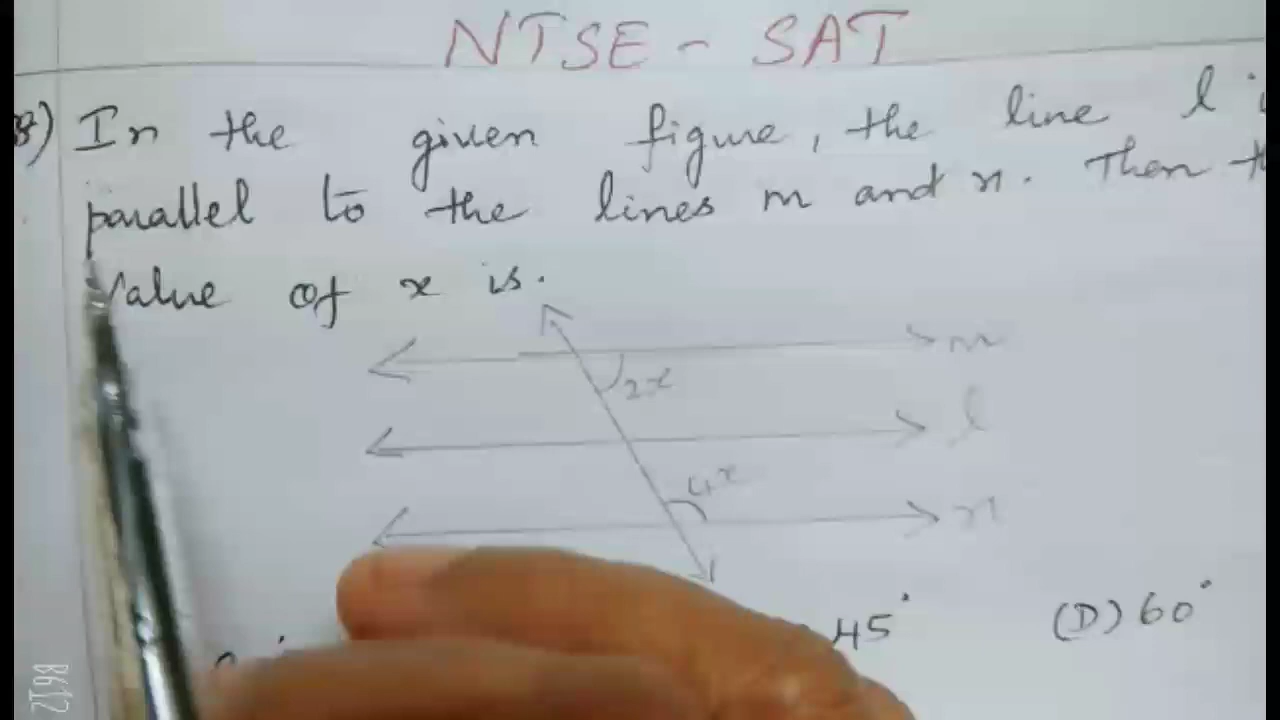 NTSE - SAT
In the given figure, the line l
parallel to the lines m and n. Then
Value of x is.
m
2x
l
4x
n
45° (D) 60°
B612